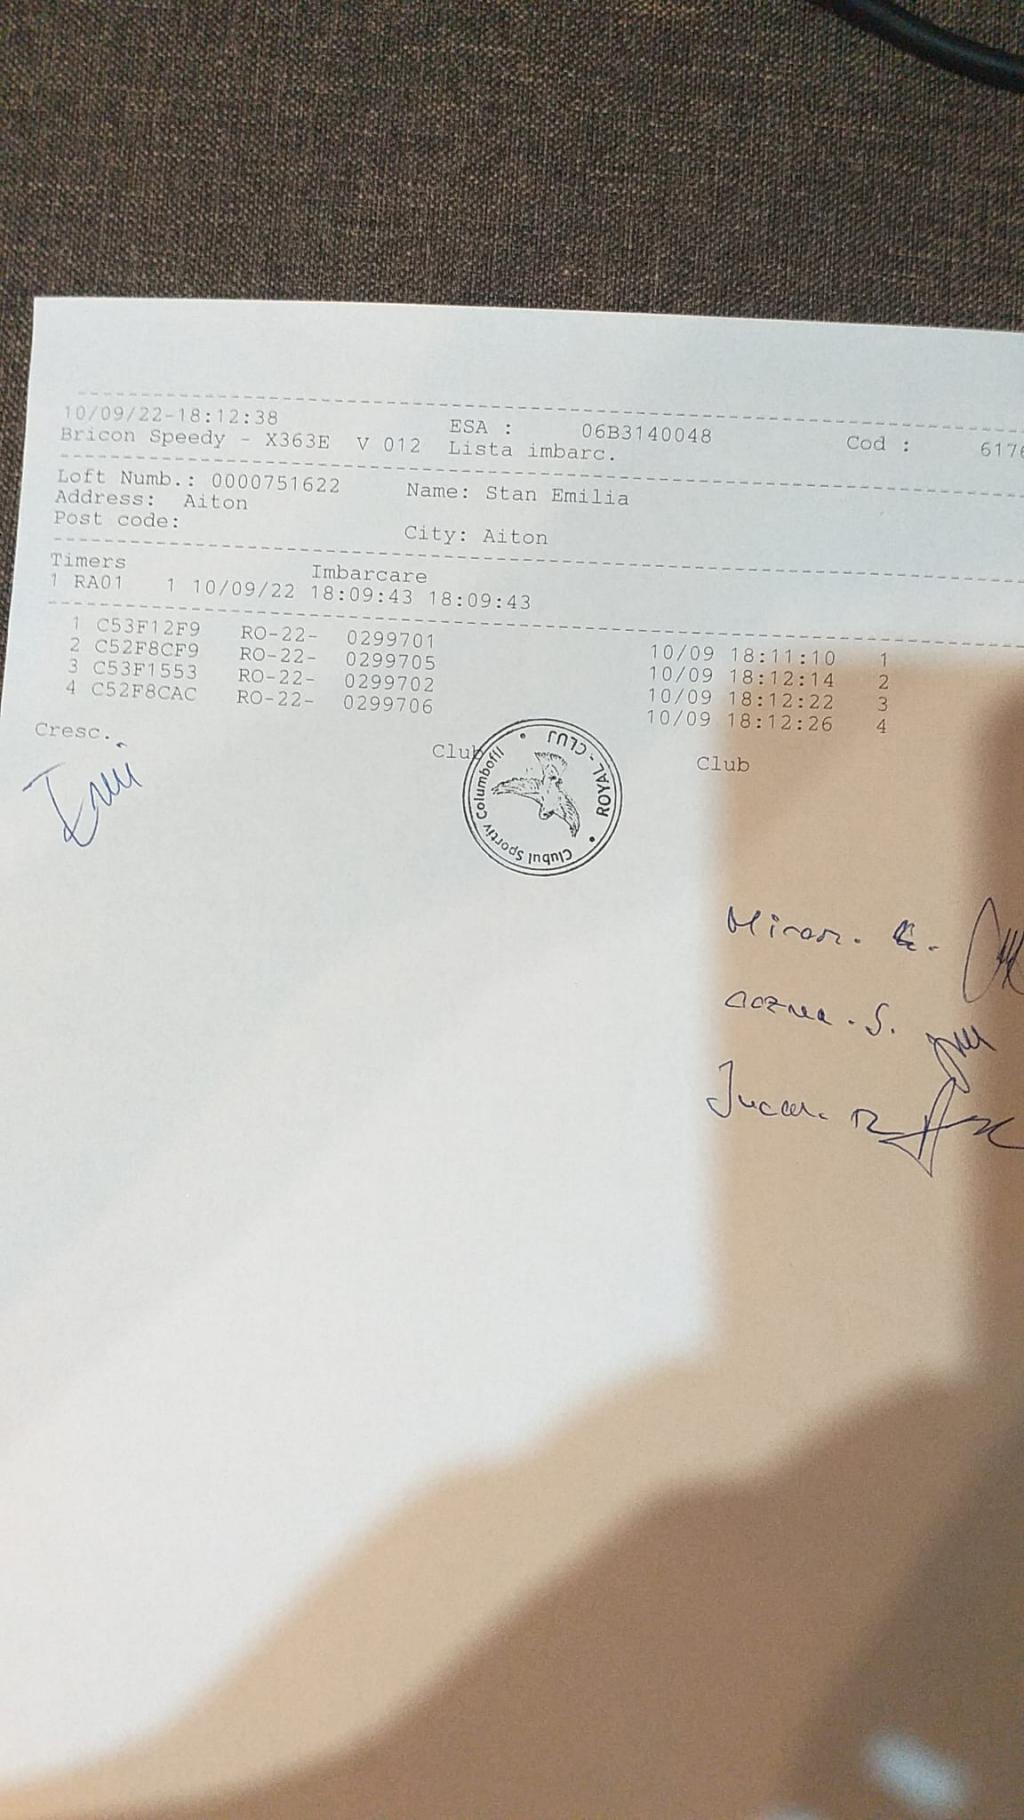 10/09/22-18:12:38 ESA : 06B3140048 Cod : 6176
Bricon Speedy - X363E V 012 Lista imbarc.
Loft Numb.: 0000751622 Name: Stan Emilia
Address: Aiton
Post code: City: Aiton
Timers Imbarcare
1 RA01 1 10/09/22 18:09:43 18:09:43
1 C53F12F9 RO-22- 0299701 10/09 18:11:10 1
2 C52F8CF9 RO-22- 0299705 10/09 18:12:14 2
3 C53F1553 RO-22- 0299702 10/09 18:12:22 3
4 C52F8CAC RO-22- 0299706 10/09 18:12:26 4
Cresc. Club Club
Clubul Sportiv Columbofil
ROYAL - CLUJ